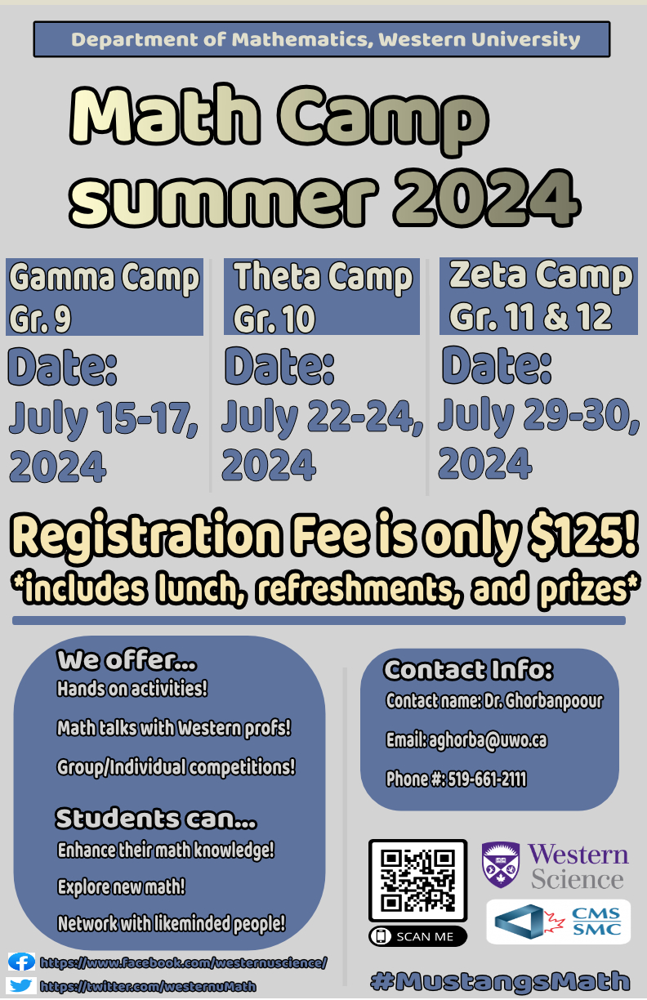 Department of Mathematics, Western University
Math Camp
summer 2024
Gamma Camp
Gr. 9
Date:
July 15-17,
2024
Theta Camp
Gr. 10
Date:
July 22-24,
2024
Zeta Camp
Gr. 11 & 12
Date:
July 29-30,
2024
Registration Fee is only $125!
*includes lunch, refreshments, and prizes*
We offer...
Hands on activities!
Math talks with Western profs!
Group/Individual competitions!
Students can...
Enhance their math knowledge!
Explore new math!
Network with likeminded people!
Contact Info:
Contact name: Dr. Ghorbanpoour
Email: aghorba@uwo.ca
Phone #: 519-661-2111
SCAN ME
Western
Science
CMS
SMC
https://www.facebook.com/westernuscience/
https://twitter.com/westernuMath
#MustangsMath